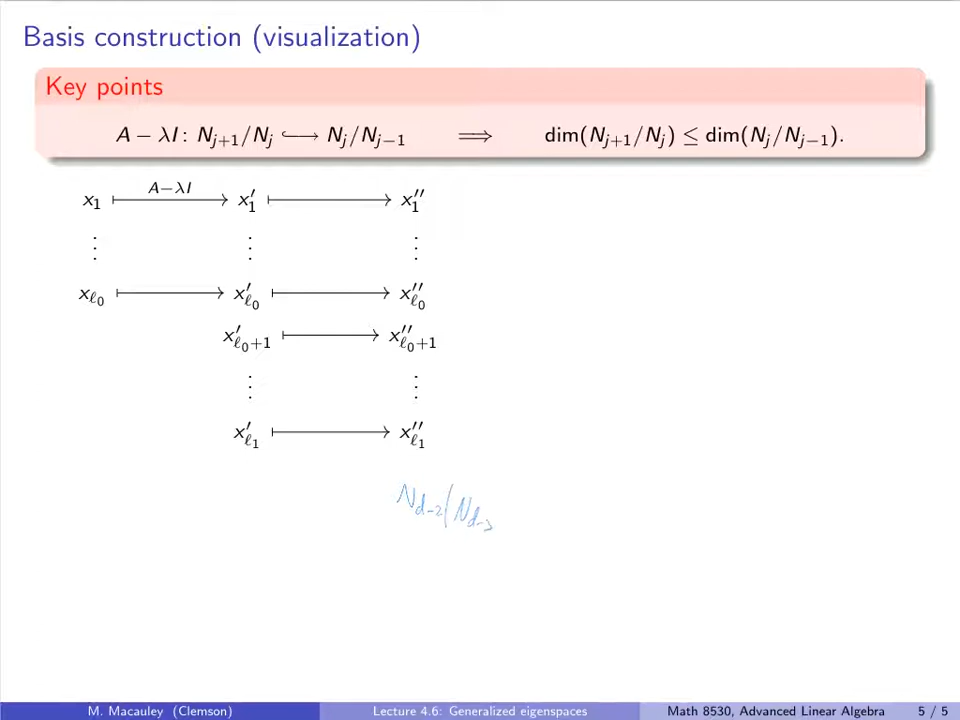 Basis construction (visualization)
Key points
A − λI : N_{j+1}/N_j ↪ N_j/N_{j−1} ⟹ dim(N_{j+1}/N_j) ≤ dim(N_j/N_{j−1}).
x_1 ⟼^{A−λI} x′_1 ⟼ x″_1
⋮ ⋮ ⋮
x_{ℓ_0} ⟼ x′_{ℓ_0} ⟼ x″_{ℓ_0}
x′_{ℓ_0+1} ⟼ x″_{ℓ_0+1}
⋮ ⋮
x′_{ℓ_1} ⟼ x″_{ℓ_1}
N_{d−2}/N_{d−3}
M. Macauley (Clemson) Lecture 4.6: Generalized eigenspaces Math 8530, Advanced Linear Algebra 5 / 5